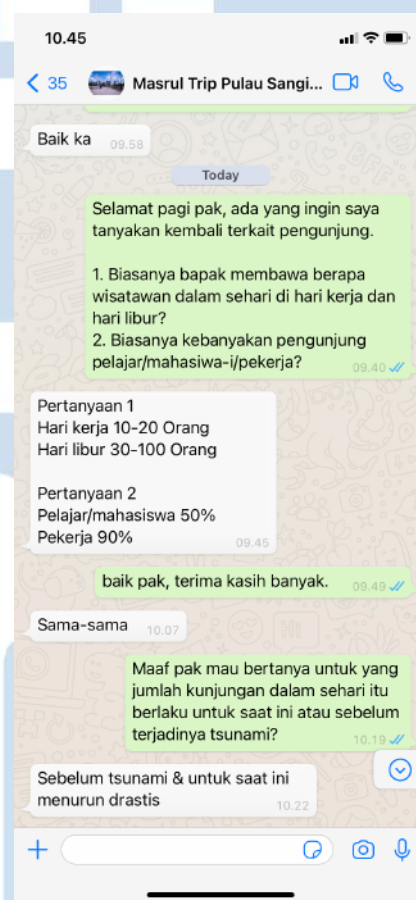 10.45
35
Masrul Trip Pulau Sangi...
Baik ka
09.58
Today
Selamat pagi pak, ada yang ingin saya
tanyakan kembali terkait pengunjung.
1. Biasanya bapak membawa berapa
wisatawan dalam sehari di hari kerja dan
hari libur?
2. Biasanya kebanyakan pengunjung
pelajar/mahasiwa-i/pekerja?
09.40
Pertanyaan 1
Hari kerja 10-20 Orang
Hari libur 30-100 Orang
Pertanyaan 2
Pelajar/mahasiswa 50%
Pekerja 90%
09.45
baik pak, terima kasih banyak.
09.49
Sama-sama
10.07
Maaf pak mau bertanya untuk yang
jumlah kunjungan dalam sehari itu
berlaku untuk saat ini atau sebelum
terjadinya tsunami?
10.19
Sebelum tsunami & untuk saat ini
menurun drastis
10.22